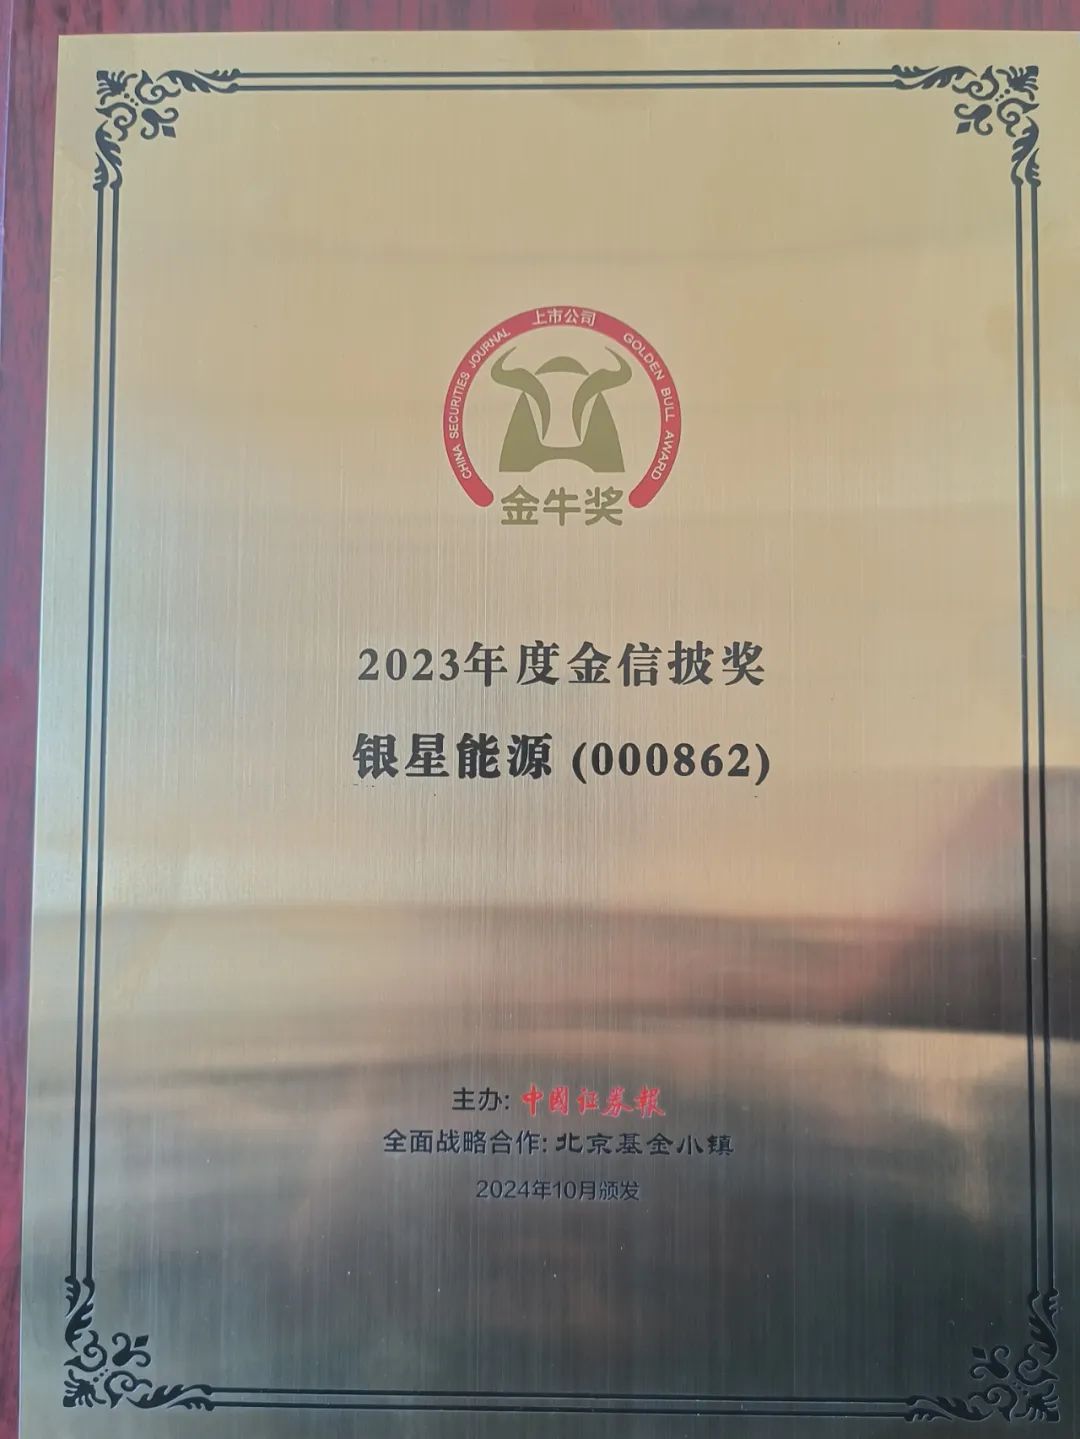 上市公司
CHINA SECURITIES JOURNAL
GOLDEN BULL AWARD
金牛奖
2023年度金信披奖
银星能源 (000862)
主办: 中國证券報
全面战略合作: 北京基金小镇
2024年10月颁发